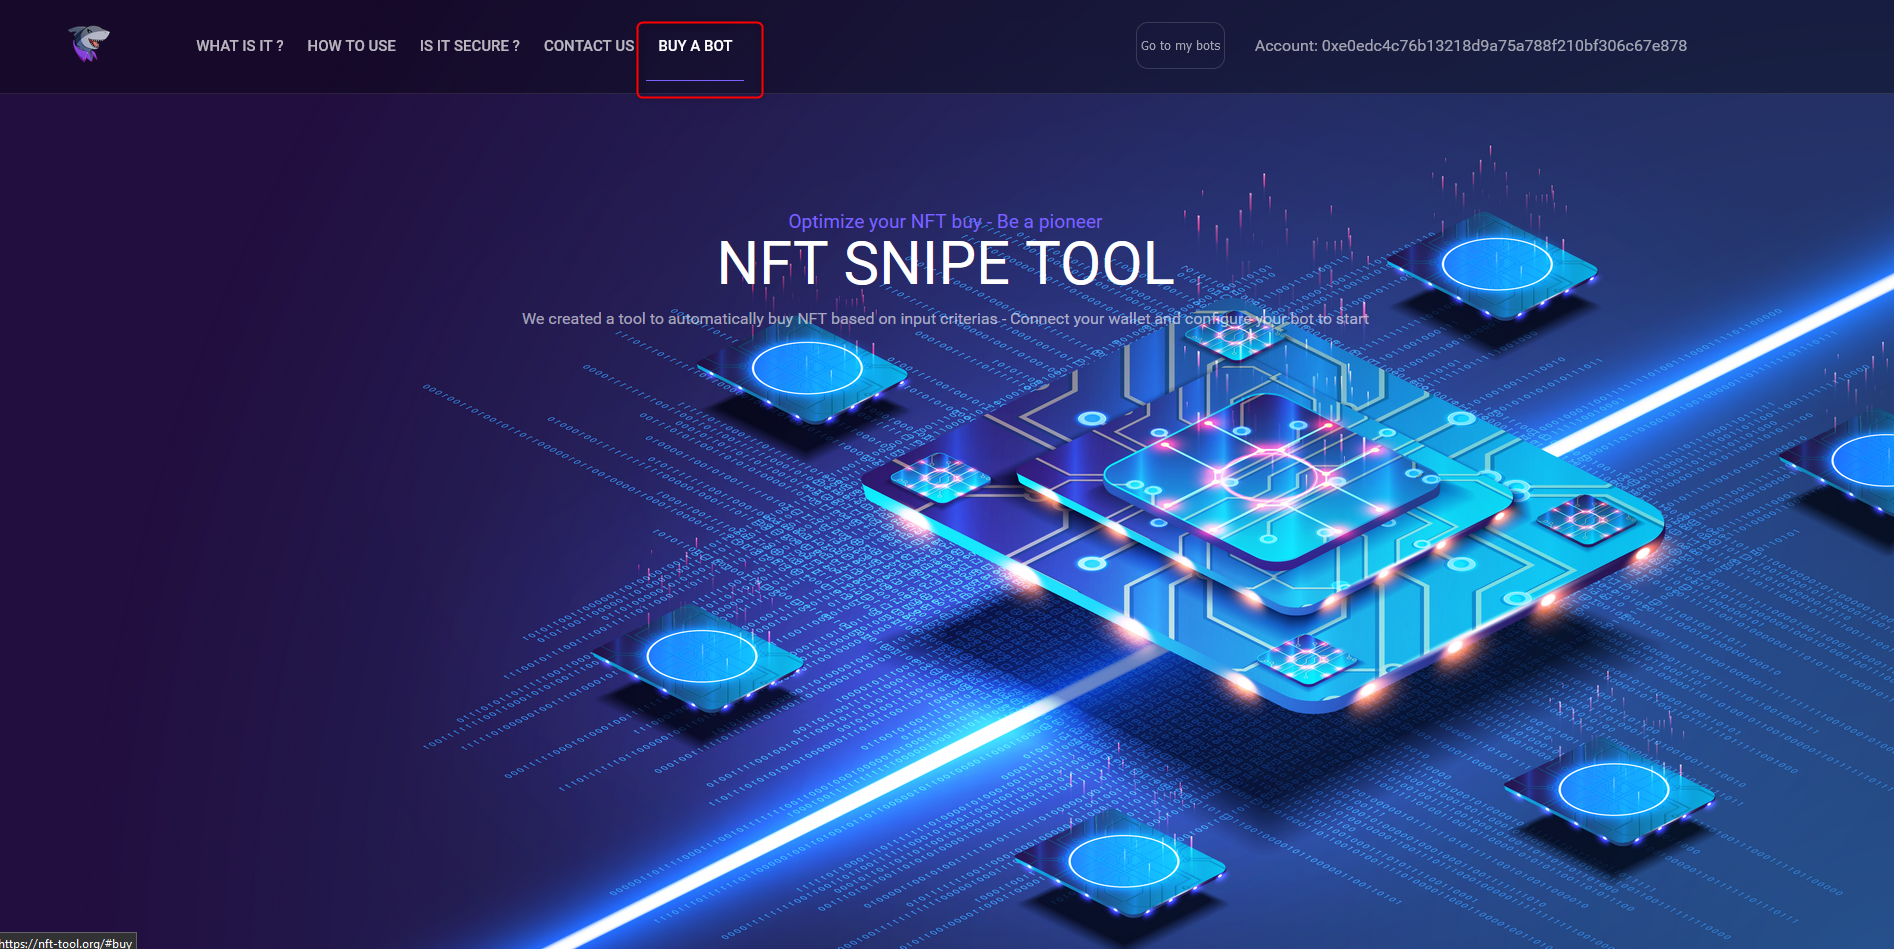 WHAT IS IT ?
HOW TO USE
IS IT SECURE ?
CONTACT US
BUY A BOT
Go to my bots
Account: 0xe0edc4c76b13218d9a75a788f210bf306c67e878
Optimize your NFT buy - Be a pioneer
NFT SNIPE TOOL
We created a tool to automatically buy NFT based on input criterias - Connect your wallet and configure your bot to start
https://nft-tool.org/#buy